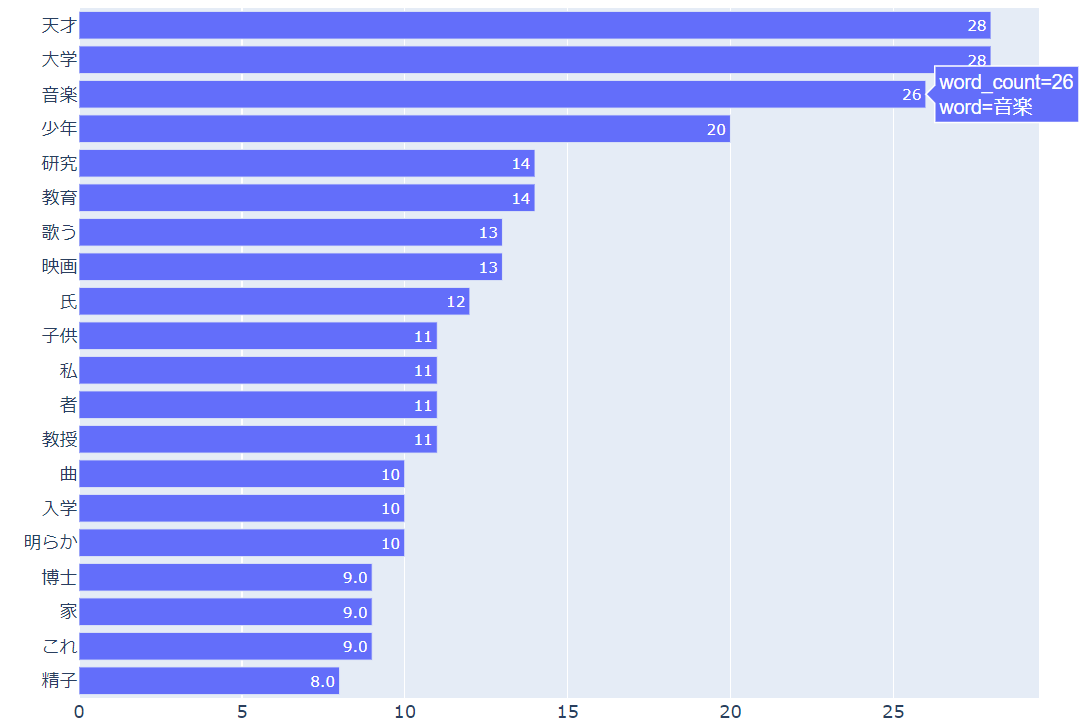 天才 28
大学 28
音楽 26
word_count=26
word=音楽
少年 20
研究 14
教育 14
歌う 13
映画 13
氏 12
子供 11
私 11
者 11
教授 11
曲 10
入学 10
明らか 10
博士 9.0
家 9.0
これ 9.0
精子 8.0
0 5 10 15 20 25